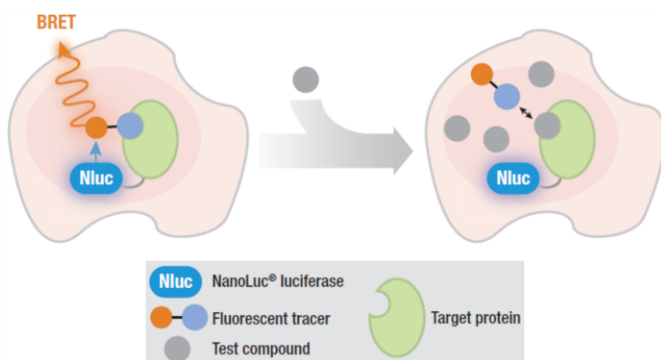 BRET
Nluc
Nluc
Nluc NanoLuc® luciferase
Fluorescent tracer
Target protein
Test compound